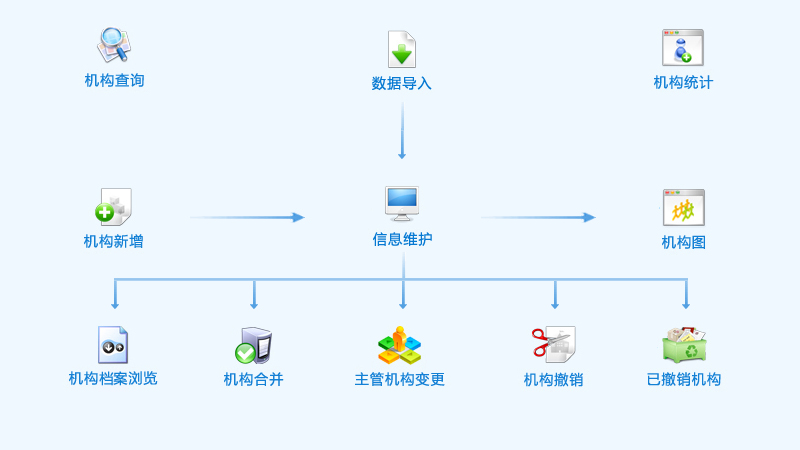 机构查询
数据导入
机构统计
机构新增
信息维护
机构图
机构档案浏览
机构合并
主管机构变更
机构撤销
已撤销机构